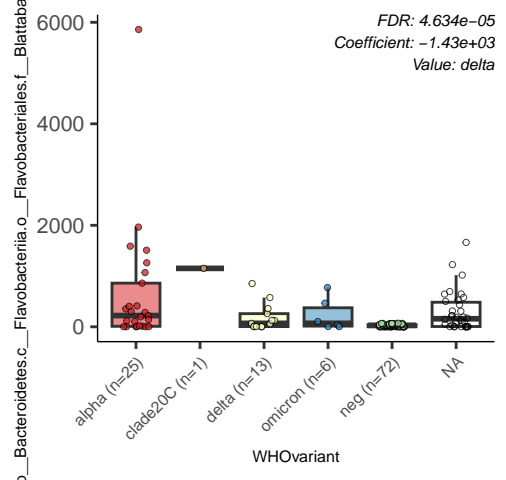 FDR: 4.634e−05
Coefficient: −1.43e+03
Value: delta
6000
4000
2000
0
alpha (n=25)
clade20C (n=1)
delta (n=13)
omicron (n=6)
neg (n=72)
NA
WHOvariant
__Bacteroidetes.c__Flavobacteriia.o__Flavobacteriales.f__Blattaba